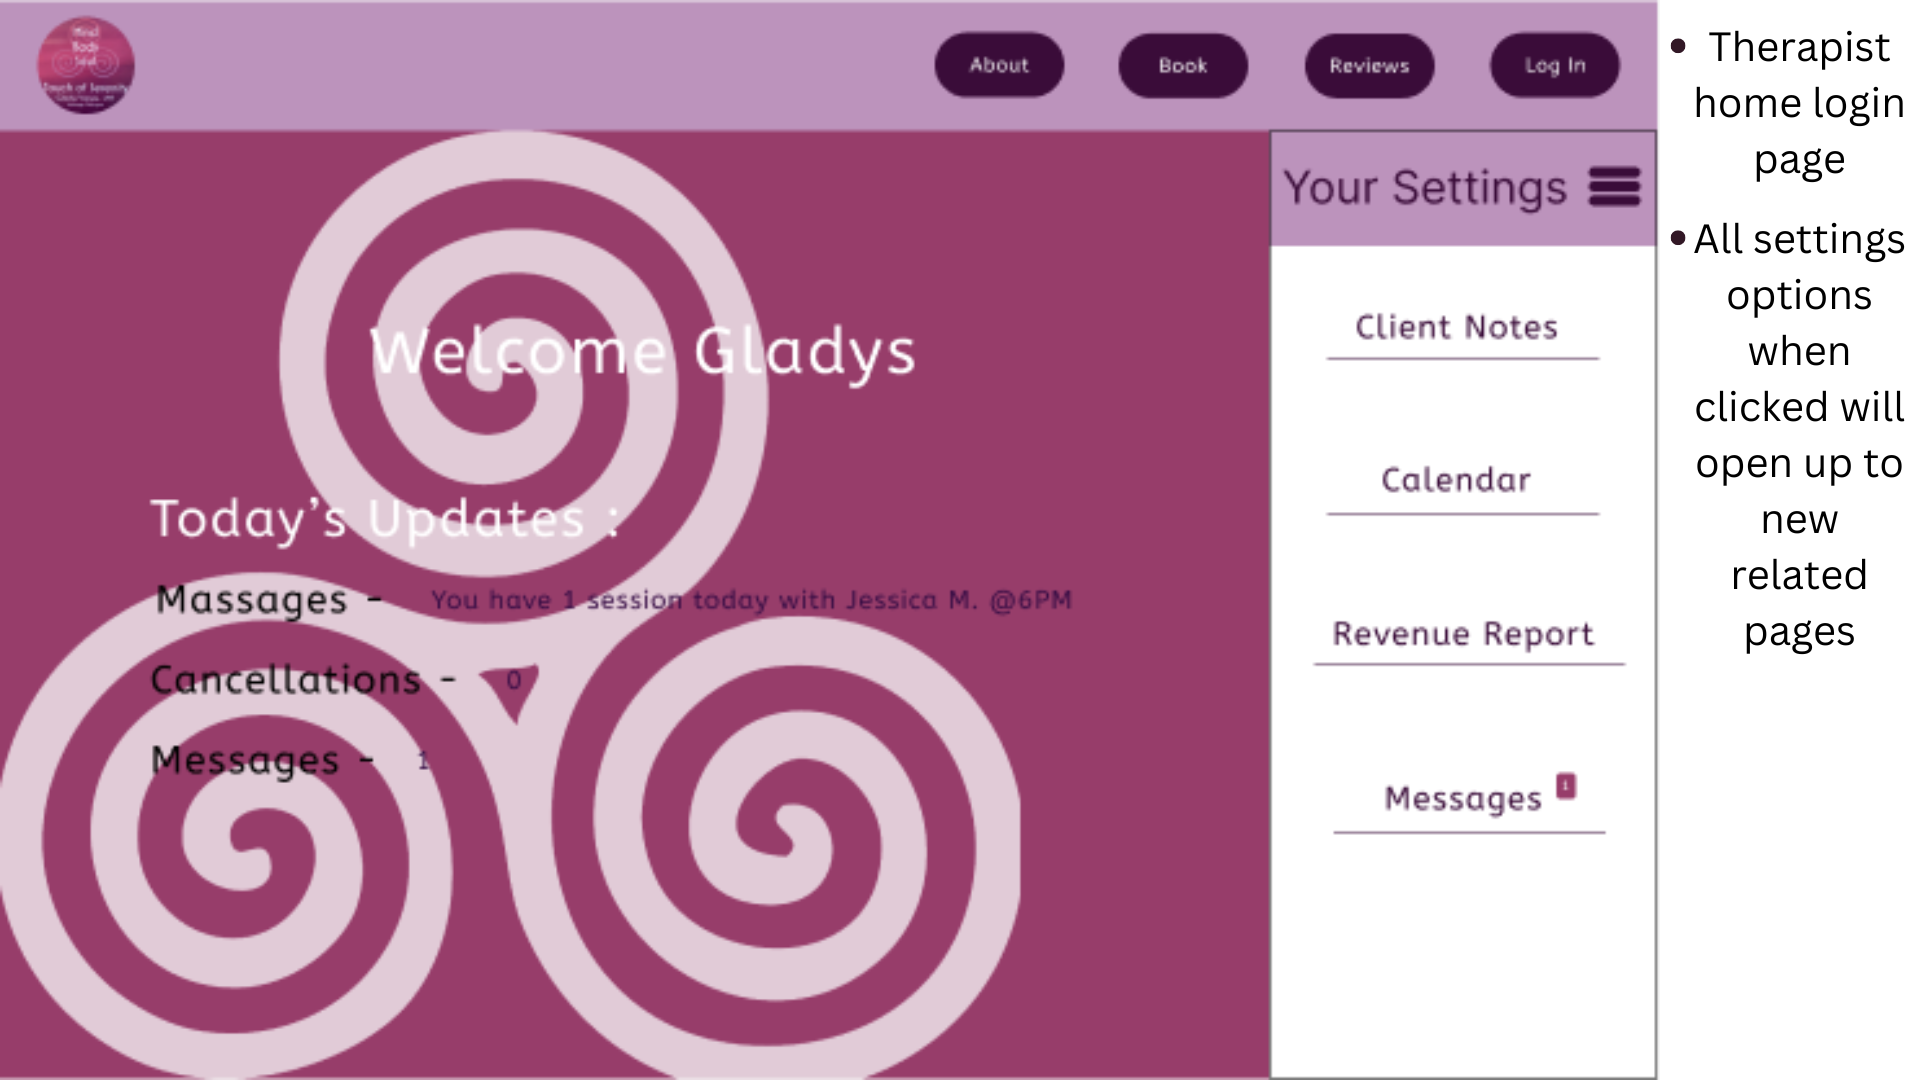 Mind
Body
Soul
Touch of Serenity
About
Book
Reviews
Log In
Your Settings
Welcome Gladys
Today’s Updates :
Massages - You have 1 session today with Jessica M. @6PM
Cancellations - 0
Messages - 1
Client Notes
Calendar
Revenue Report
Messages 1
• Therapist
home login
page
• All settings
options
when
clicked will
open up to
new
related
pages